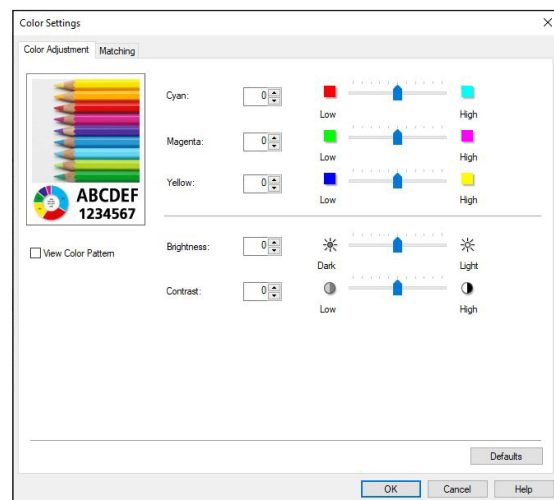 Color Settings
Color Adjustment Matching
Cyan: 0
Low High
Magenta: 0
Low High
Yellow: 0
Low High
ABCDEF
1234567
View Color Pattern
Brightness: 0
Dark Light
Contrast: 0
Low High
Defaults
OK Cancel Help